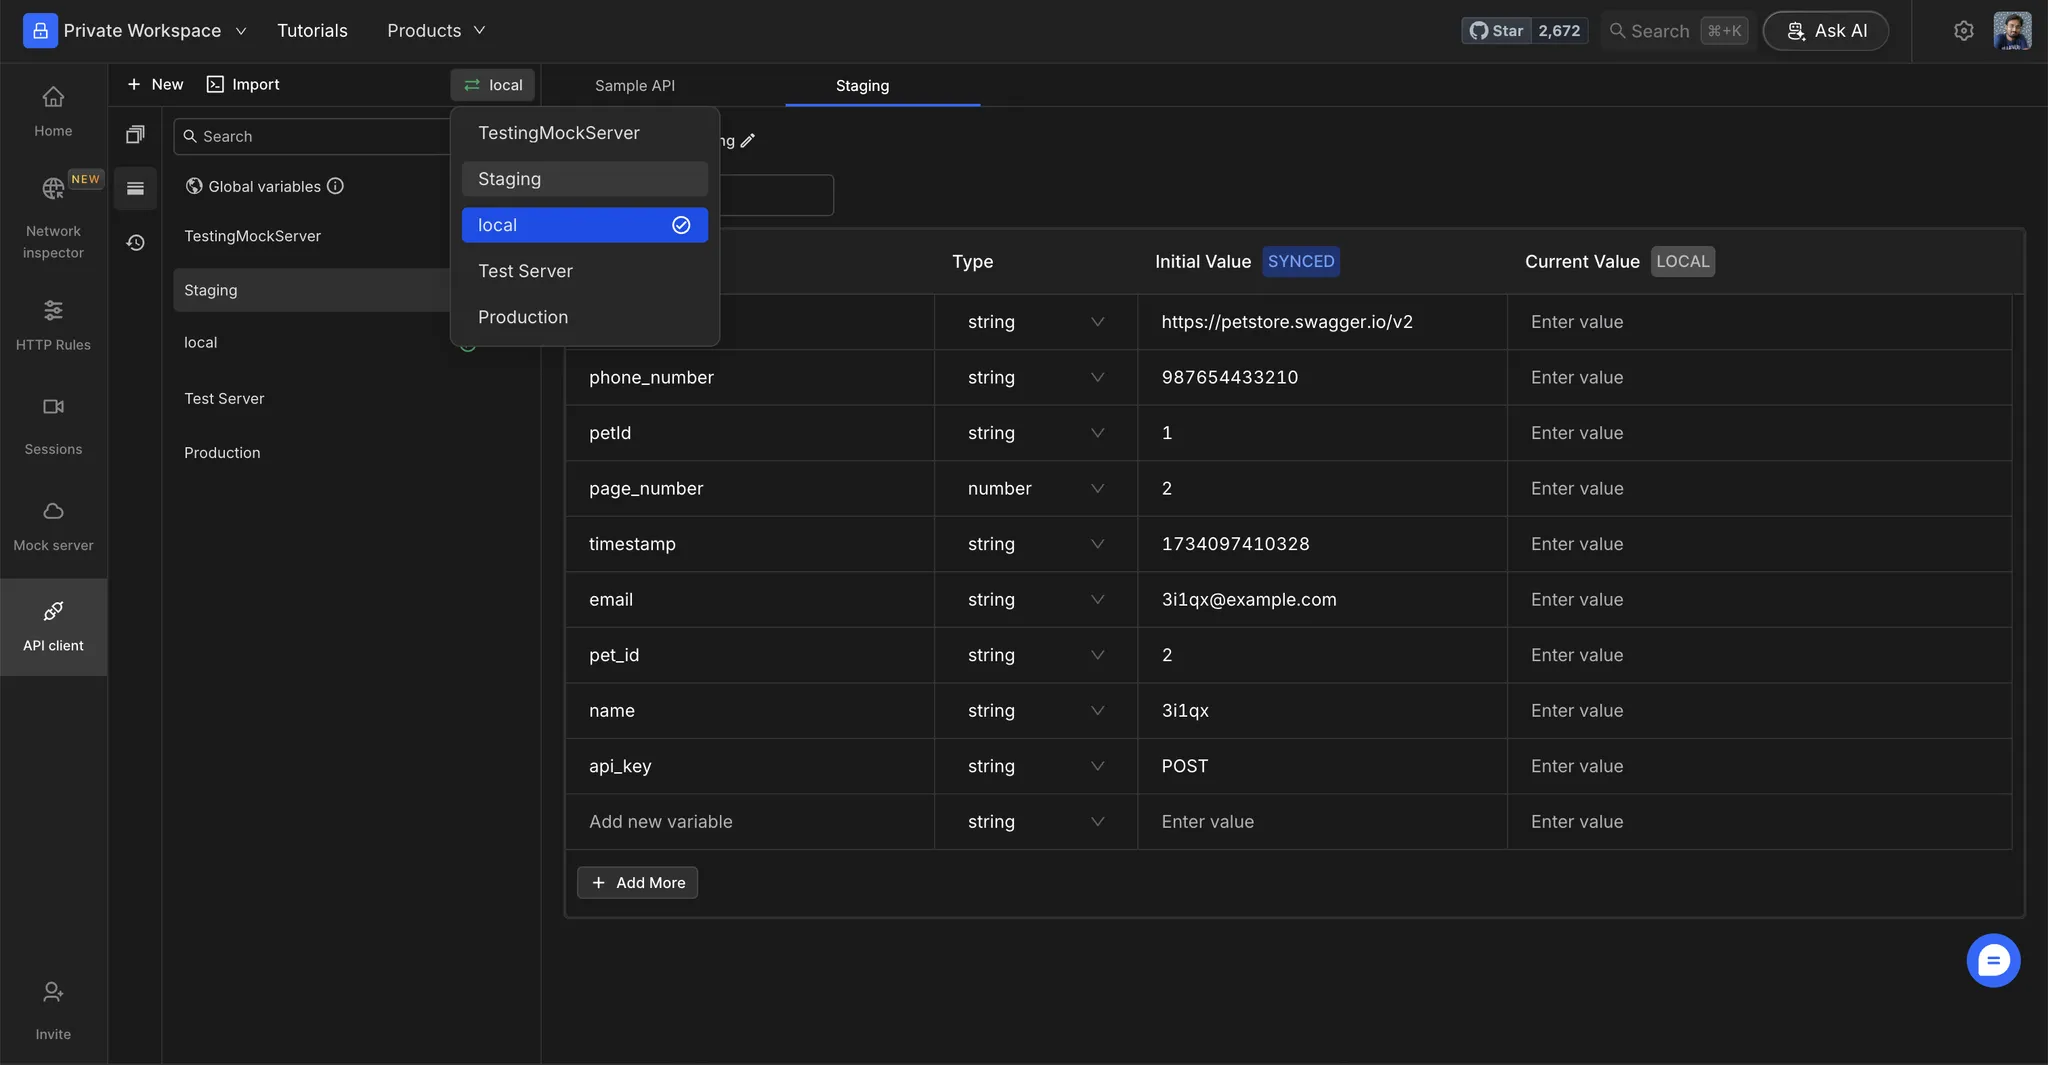 Private Workspace
Tutorials
Products
Star 2,672
Search ⌘+K
Ask AI
Home
NEW
Network
inspector
HTTP Rules
Sessions
Mock server
API client
Invite
+ New
Import
local
Search
Global variables
TestingMockServer
Staging
local
Test Server
Production
TestingMockServer
Staging
local
Test Server
Production
Sample API
Staging
ng
Type Initial Value SYNCED Current Value LOCAL
string https://petstore.swagger.io/v2 Enter value
phone_number string 987654433210 Enter value
petId string 1 Enter value
page_number number 2 Enter value
timestamp string 1734097410328 Enter value
email string 3i1qx@example.com Enter value
pet_id string 2 Enter value
name string 3i1qx Enter value
api_key string POST Enter value
Add new variable string Enter value Enter value
+ Add More